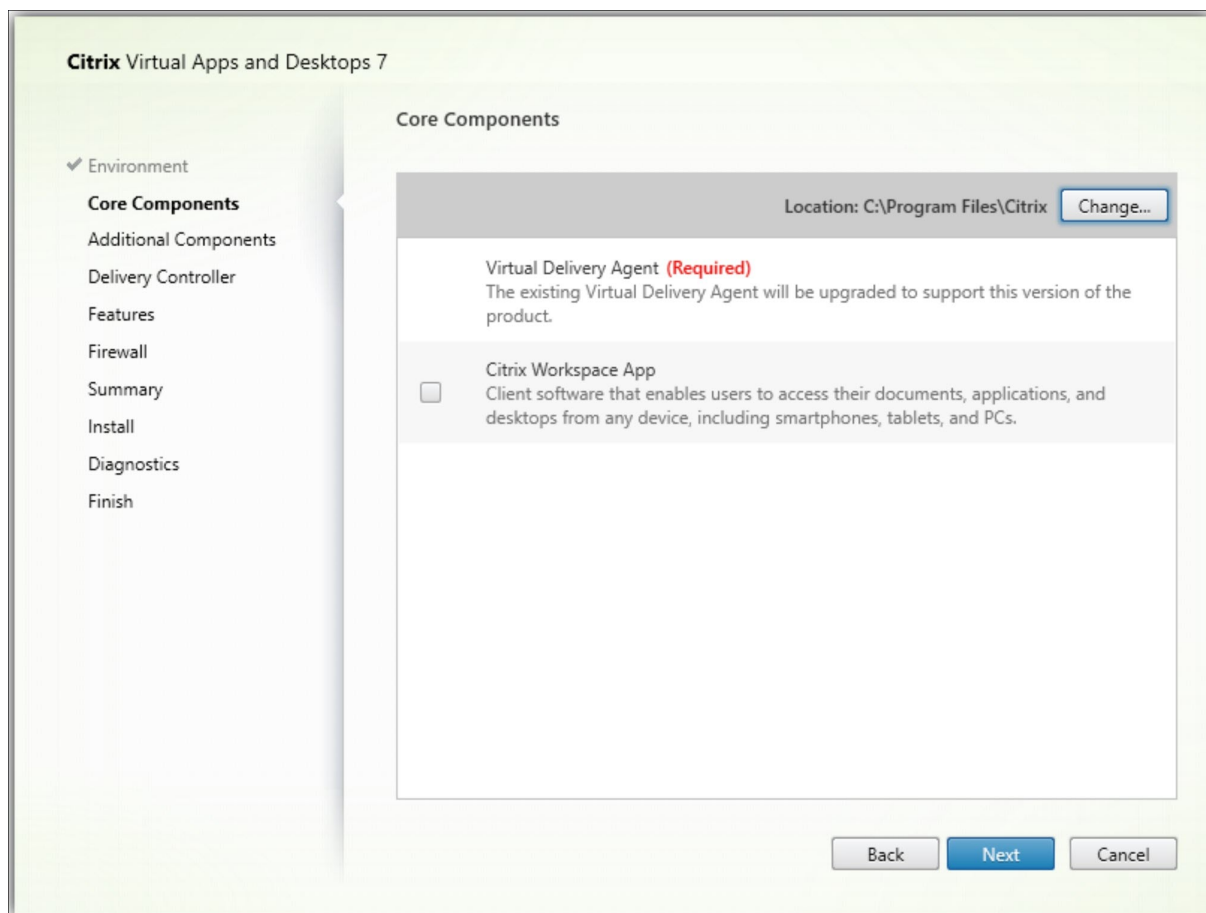 Citrix Virtual Apps and Desktops 7
Environment
Core Components
Additional Components
Delivery Controller
Features
Firewall
Summary
Install
Diagnostics
Finish
Core Components
Location: C:\Program Files\Citrix
Change...
Virtual Delivery Agent (Required)
The existing Virtual Delivery Agent will be upgraded to support this version of the
product.
Citrix Workspace App
Client software that enables users to access their documents, applications, and
desktops from any device, including smartphones, tablets, and PCs.
Back
Next
Cancel